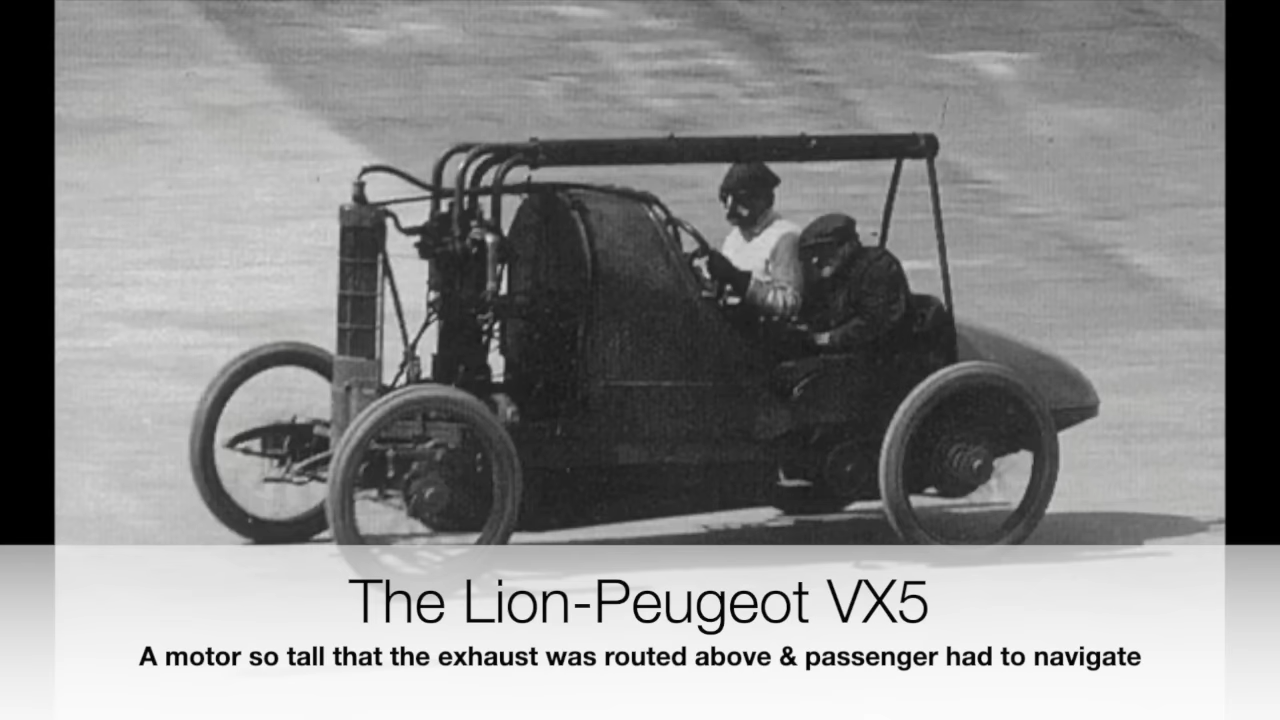 The Lion-Peugeot VX5
A motor so tall that the exhaust was routed above & passenger had to navigate